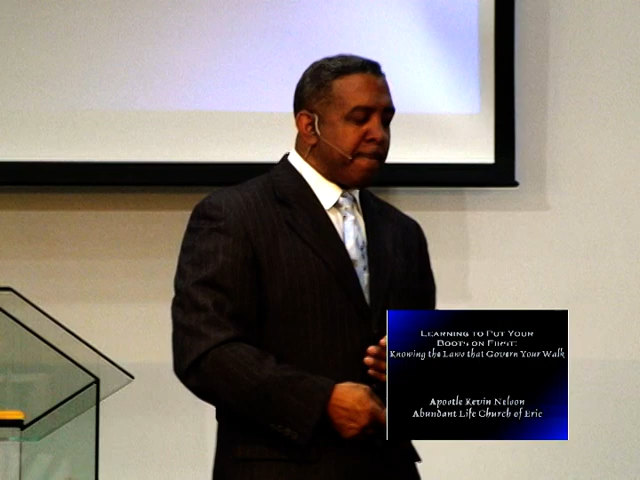 Learning to Put Your
Boots on First:
Knowing the Laws that Govern Your Walk
Apostle Kevin Nelson
Abundant Life Church of Erie